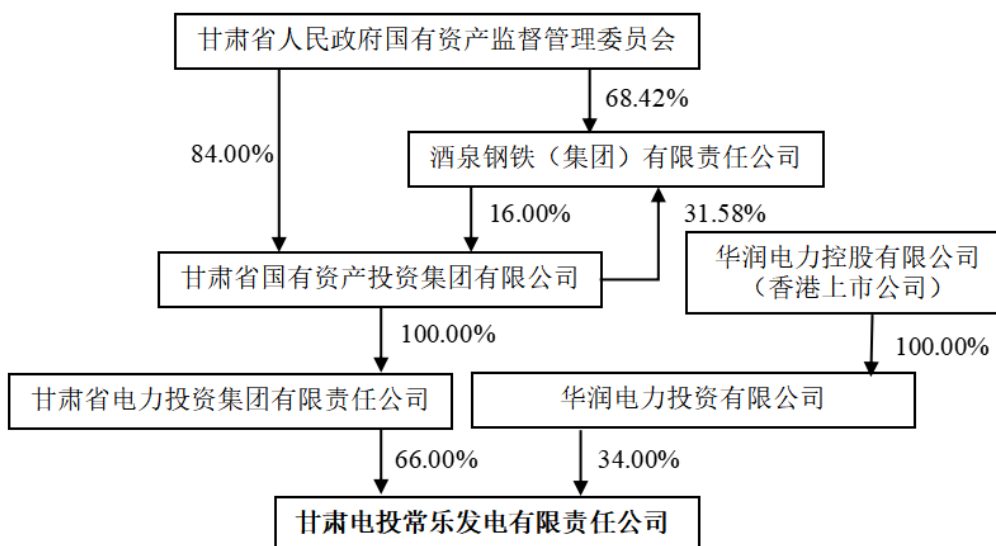 甘肃省人民政府国有资产监督管理委员会
68.42%
84.00%
酒泉钢铁（集团）有限责任公司
16.00%
31.58%
甘肃省国有资产投资集团有限公司
华润电力控股有限公司
（香港上市公司）
100.00%
100.00%
甘肃省电力投资集团有限责任公司
华润电力投资有限公司
66.00%
34.00%
甘肃电投常乐发电有限责任公司